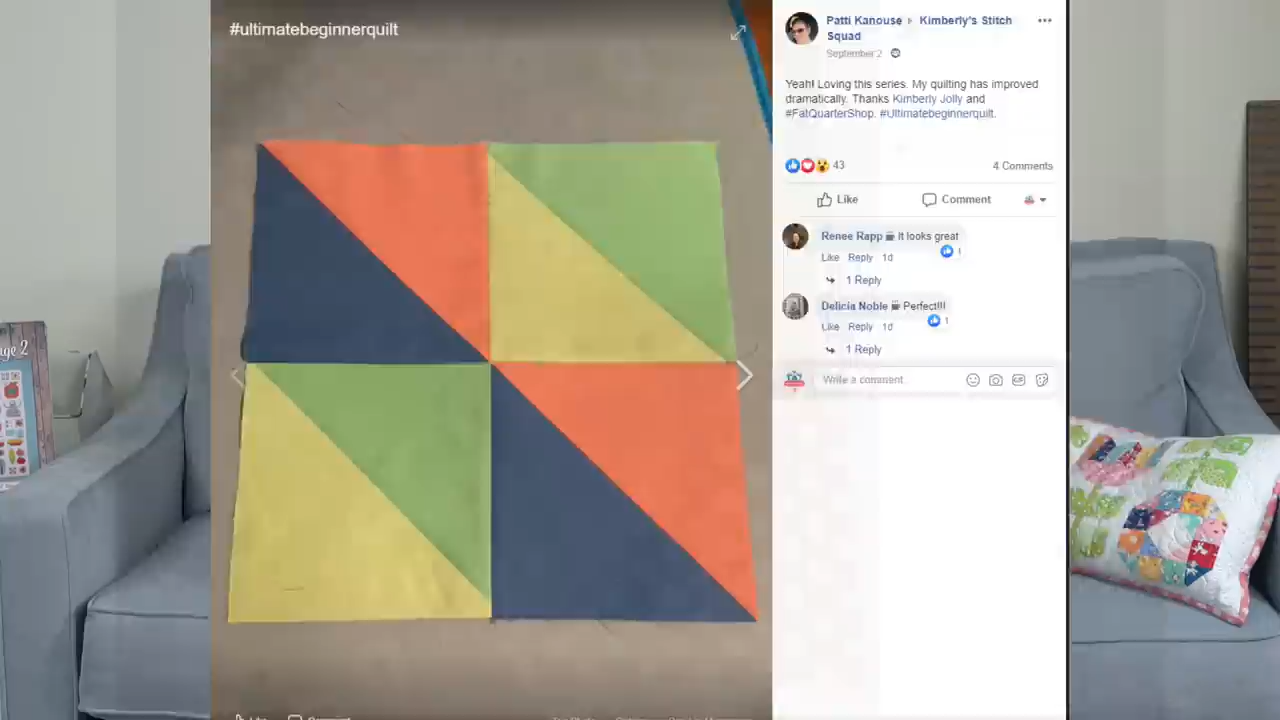 #ultimatebeginnerquilt
Patti Kanouse ▸ Kimberly's Stitch
Squad
September 2
Yeah! Loving this series. My quilting has improved
dramatically. Thanks Kimberly Jolly and
#FatQuarterShop. #Ultimatebeginnerquilt.
43
4 Comments
Like
Comment
Renee Rapp It looks great
1
Like Reply 1d
1 Reply
Delicia Noble Perfect!!!
1
Like Reply 1d
1 Reply
Write a comment